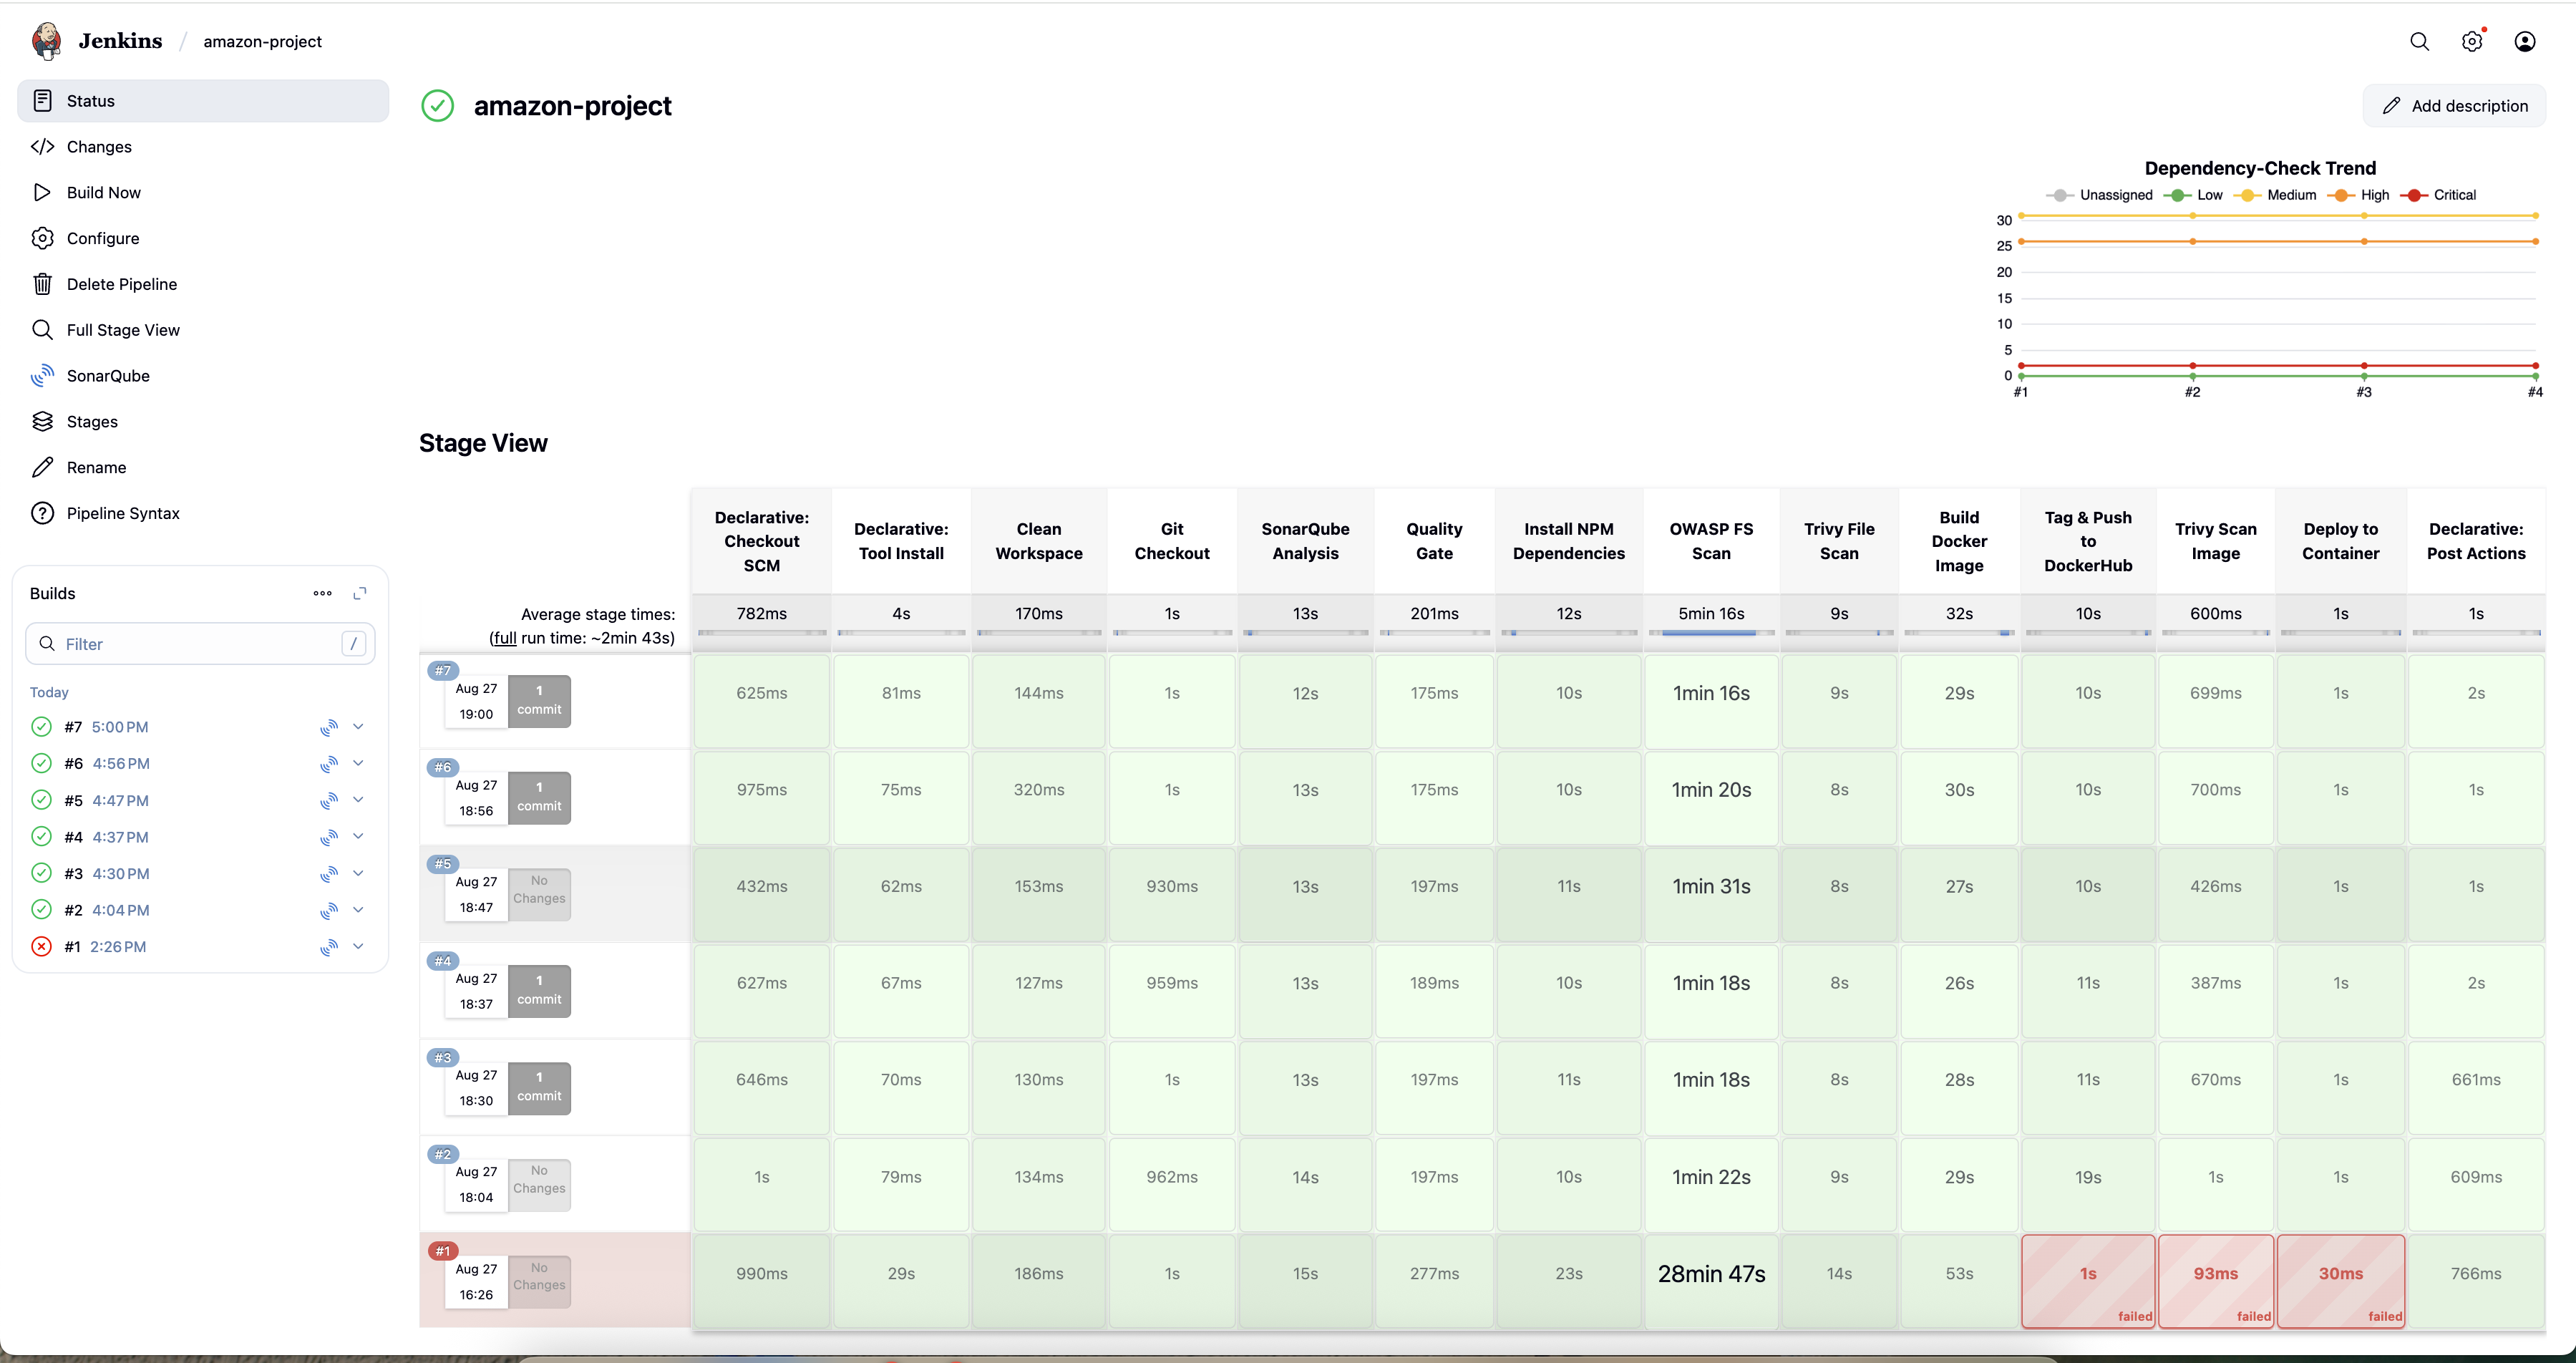 Jenkins / amazon-project
Status
Changes
Build Now
Configure
Delete Pipeline
Full Stage View
SonarQube
Stages
Rename
Pipeline Syntax
Builds
Filter /
Today
#7 5:00 PM
#6 4:56 PM
#5 4:47 PM
#4 4:37 PM
#3 4:30 PM
#2 4:04 PM
#1 2:26 PM
amazon-project
Add description
Dependency-Check Trend
Unassigned Low Medium High Critical
30
25
20
15
10
5
0
#1 #2 #3 #4
Stage View
Declarative: Checkout SCM
Declarative: Tool Install
Clean Workspace
Git Checkout
SonarQube Analysis
Quality Gate
Install NPM Dependencies
OWASP FS Scan
Trivy File Scan
Build Docker Image
Tag & Push to DockerHub
Trivy Scan Image
Deploy to Container
Declarative: Post Actions
Average stage times:
(full run time: ~2min 43s)
782ms 4s 170ms 1s 13s 201ms 12s 5min 16s 9s 32s 10s 600ms 1s 1s
#7
Aug 27
19:00
1
commit
625ms 81ms 144ms 1s 12s 175ms 10s 1min 16s 9s 29s 10s 699ms 1s 2s
#6
Aug 27
18:56
1
commit
975ms 75ms 320ms 1s 13s 175ms 10s 1min 20s 8s 30s 10s 700ms 1s 1s
#5
Aug 27
18:47
No
Changes
432ms 62ms 153ms 930ms 13s 197ms 11s 1min 31s 8s 27s 10s 426ms 1s 1s
#4
Aug 27
18:37
1
commit
627ms 67ms 127ms 959ms 13s 189ms 10s 1min 18s 8s 26s 11s 387ms 1s 2s
#3
Aug 27
18:30
1
commit
646ms 70ms 130ms 1s 13s 197ms 11s 1min 18s 8s 28s 11s 670ms 1s 661ms
#2
Aug 27
18:04
No
Changes
1s 79ms 134ms 962ms 14s 197ms 10s 1min 22s 9s 29s 19s 1s 1s 609ms
#1
Aug 27
16:26
No
Changes
990ms 29s 186ms 1s 15s 277ms 23s 28min 47s 14s 53s 1s 93ms 30ms 766ms
failed failed failed